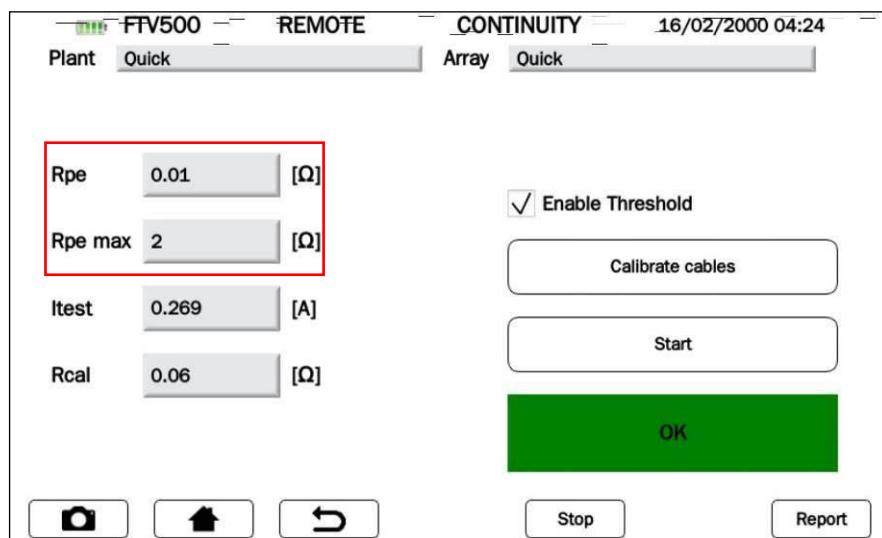 FTV500 REMOTE CONTINUITY 16/02/2000 04:24
Plant Quick Array Quick
Rpe 0.01 [Ω]
Enable Threshold
Rpe max 2 [Ω]
Calibrate cables
Itest 0.269 [A]
Start
Rcal 0.06 [Ω]
OK
Stop Report